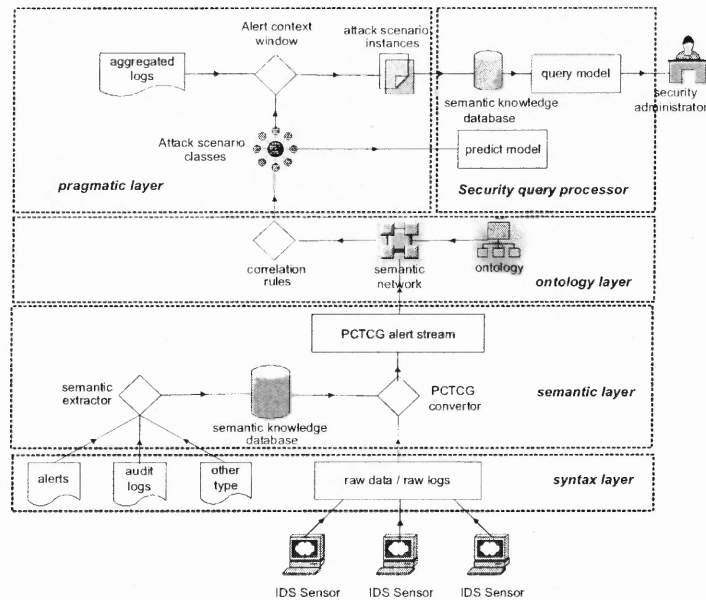 Alert context
window
attack scenario
instances
aggregated
logs
query model
semantic knowledge
database
security
administrator
Attack scenario
classes
predict model
pragmatic layer
Security query processor
correlation
rules
semantic
network
ontology
ontology layer
PCTCG alert stream
semantic
extractor
PCTCG
convertor
semantic layer
semantic knowledge
database
alerts
audit
logs
other
type
raw data / raw logs
syntax layer
IDS Sensor
IDS Sensor
IDS Sensor